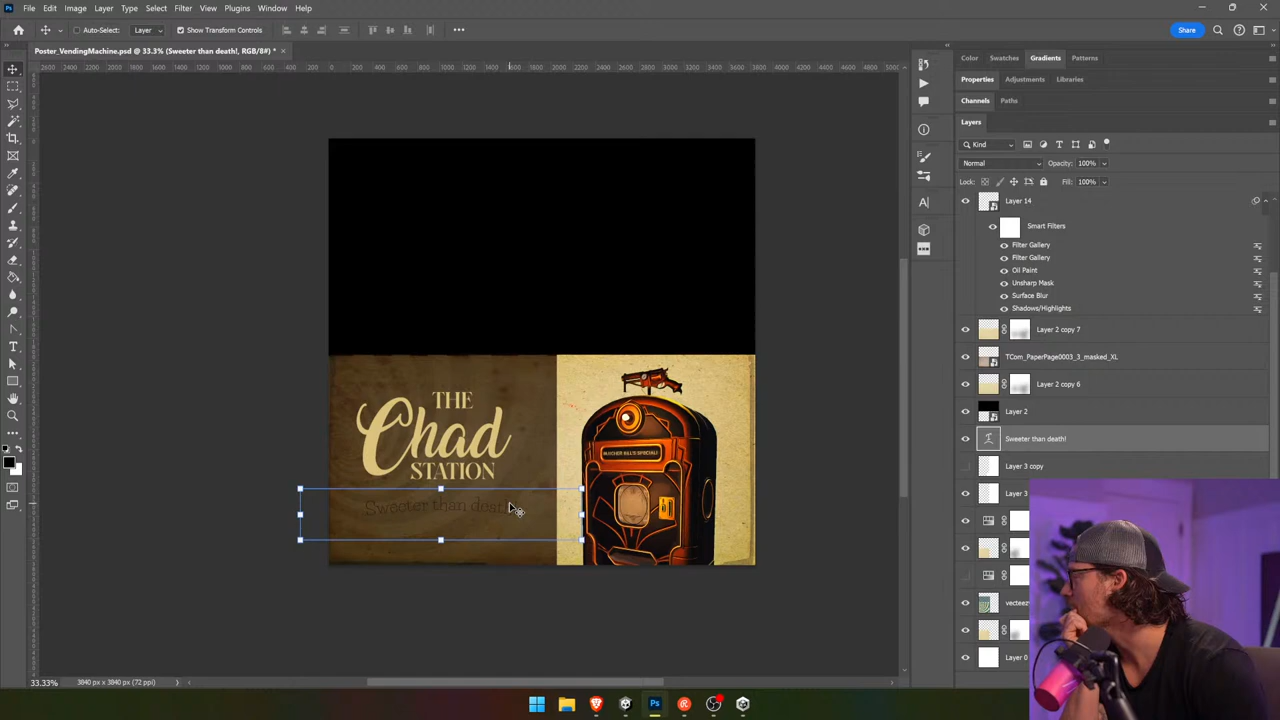 File Edit Image Layer Type Select Filter View Plugins Window Help
Auto-Select: Layer Show Transform Controls Share
Poster_VendingMachine.psd @ 33.3% (Sweeter than death!, RGB/8#) *
Color Swatches Gradients Patterns
Properties Adjustments Libraries
Channels Paths
Layers
Kind
Normal Opacity: 100%
Lock: Fill: 100%
Layer 14
Smart Filters
Filter Gallery
Filter Gallery
Oil Paint
Unsharp Mask
Surface Blur
Shadows/Highlights
Layer 2 copy 7
TCom_PaperPage0003_3_masked_XL
Layer 2 copy 6
Layer 2
Sweeter than death!
Layer 3 copy
Layer 3
Layer 0
THE
Chad
STATION
Sweeter than death
BUTCHER BILL'S SPECIAL!
33.33% 3840 px x 3840 px (72 ppi)